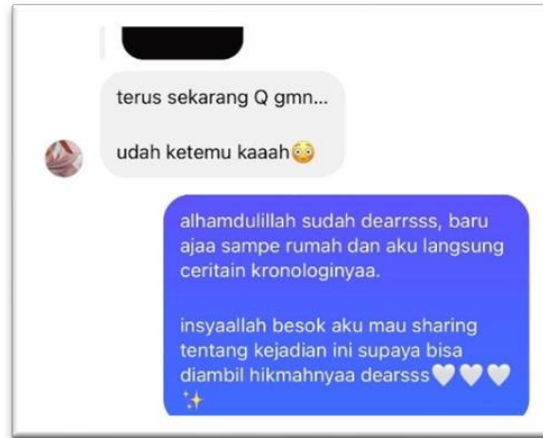 terus sekarang Q gmn...
udah ketemu kaaah😳
alhamdulillah sudah dearrsss, baru
ajaa sampe rumah dan aku langsung
ceritain kronologinyaa.
insyaallah besok aku mau sharing
tentang kejadian ini supaya bisa
diambil hikmahnyaa dearsss🤍🤍🤍
✨